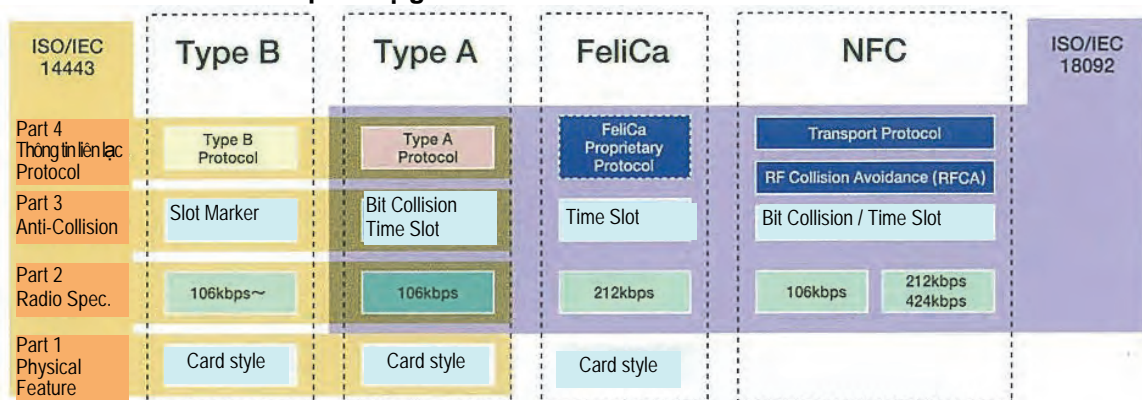 ISO/IEC
14443
Type B
Type A
FeliCa
NFC
ISO/IEC
18092
Part 4
Thông tin liên lạc
Protocol
Type B
Protocol
Type A
Protocol
FeliCa
Proprietary
Protocol
Transport Protocol
RF Collision Avoidance (RFCA)
Part 3
Anti-Collision
Slot Marker
Bit Collision
Time Slot
Time Slot
Bit Collision / Time Slot
Part 2
Radio Spec.
106kbps~
106kbps
212kbps
106kbps
212kbps
424kbps
Part 1
Physical
Feature
Card style
Card style
Card style